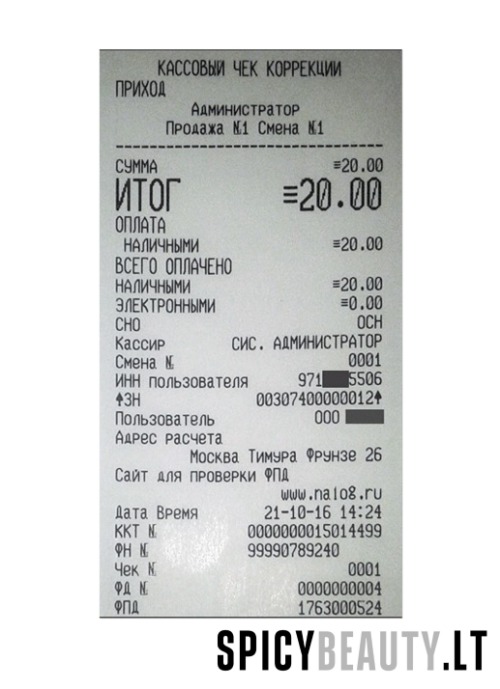 КАССОВЫЙ ЧЕК КОРРЕКЦИИ
ПРИХОД
Администратор
Продажа №1 Смена №1
СУММА ≡20.00
ИТОГ ≡20.00
ОПЛАТА
НАЛИЧНЫМИ ≡20.00
ВСЕГО ОПЛАЧЕНО
НАЛИЧНЫМИ ≡20.00
ЭЛЕКТРОННЫМИ ≡0.00
СНО ОСН
Кассир СИС. АДМИНИСТРАТОР
Смена № 0001
ИНН пользователя 971 5506
↑ЗН 00307400000012↑
Пользователь ООО
Адрес расчета
Москва Тимура Фрунзе 26
Сайт для проверки ФПД
www.nalog.ru
Дата Время 21-10-16 14:24
ККТ № 0000000015014499
ФН № 99990789240
Чек № 0001
ФД № 0000000004
ФПД 1763000524
SPICYBEAUTY.LT